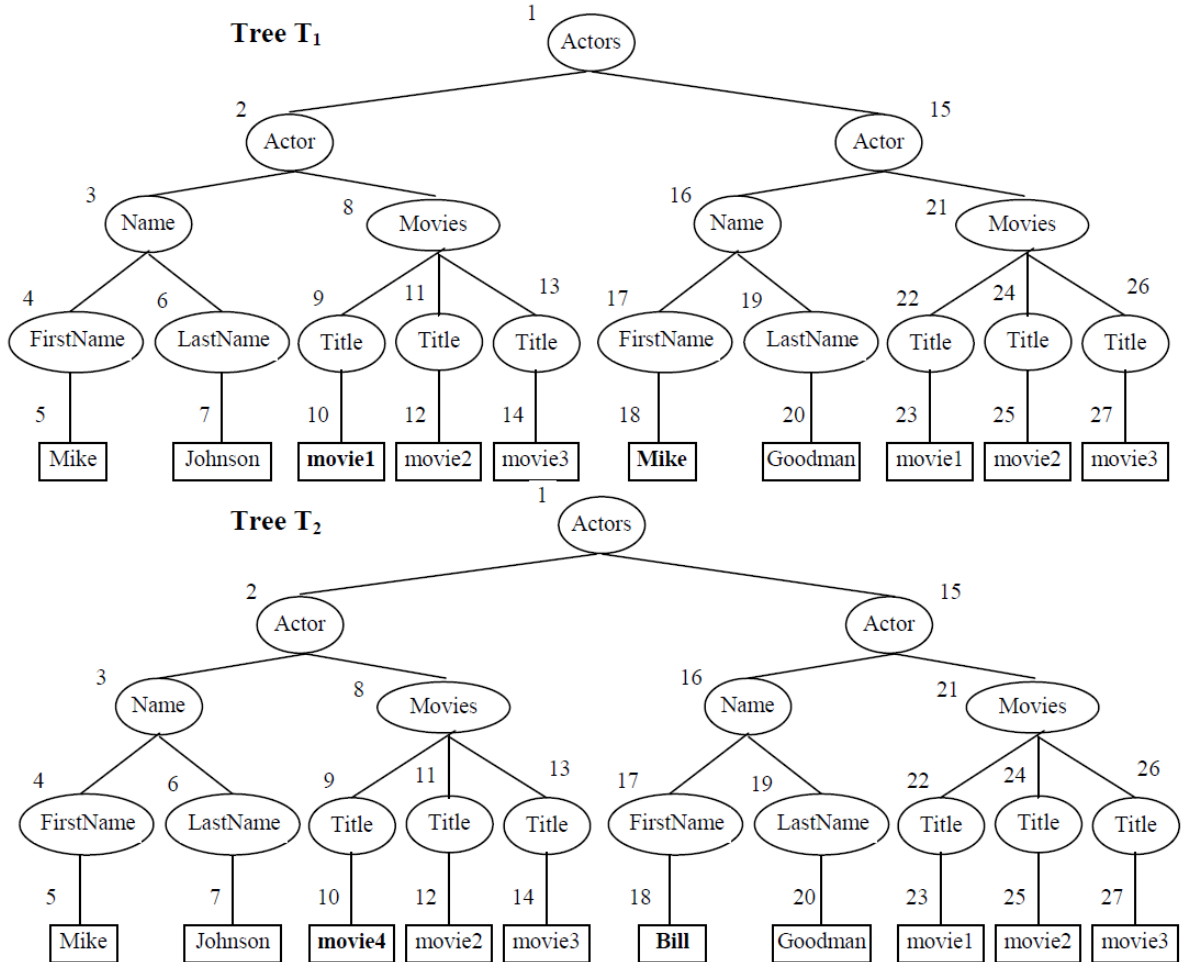 1
Tree T1
Actors
2 15
Actor Actor
3 8 16 21
Name Movies Name Movies
4 6 9 11 13 17 19 22 24 26
FirstName LastName Title Title Title FirstName LastName Title Title Title
5 7 10 12 14 18 20 23 25 27
Mike Johnson movie1 movie2 movie3 Mike Goodman movie1 movie2 movie3
1
Tree T2
Actors
2 15
Actor Actor
3 8 16 21
Name Movies Name Movies
4 6 9 11 13 17 19 22 24 26
FirstName LastName Title Title Title FirstName LastName Title Title Title
5 7 10 12 14 18 20 23 25 27
Mike Johnson movie4 movie2 movie3 Bill Goodman movie1 movie2 movie3